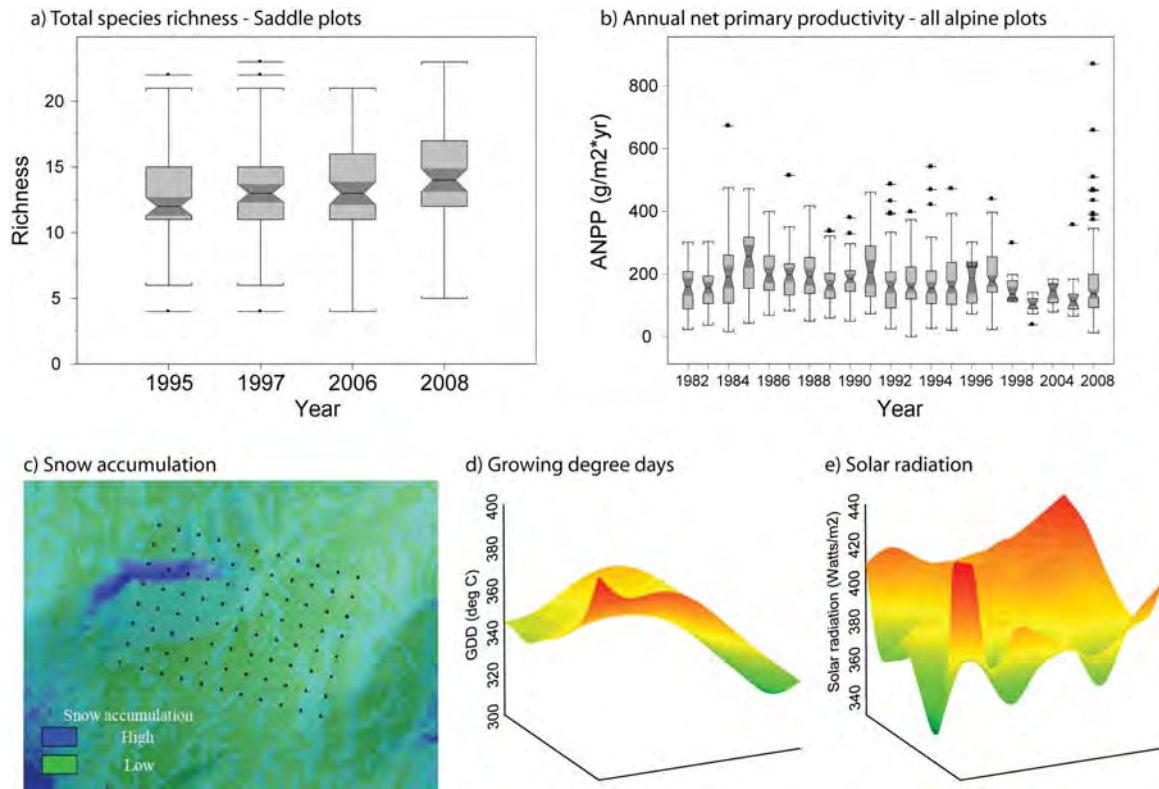 a) Total species richness - Saddle plots
Richness
20
15
10
5
0
1995 1997 2006 2008
Year
b) Annual net primary productivity - all alpine plots
ANPP (g/m2*yr)
800
600
400
200
0
1982 1984 1986 1988 1990 1992 1994 1996 1998 2004 2008
Year
c) Snow accumulation
Snow accumulation
High
Low
d) Growing degree days
GDD (deg C)
400
380
360
340
320
300
e) Solar radiation
Solar radiation (Watts/m2)
440
420
400
380
360
340